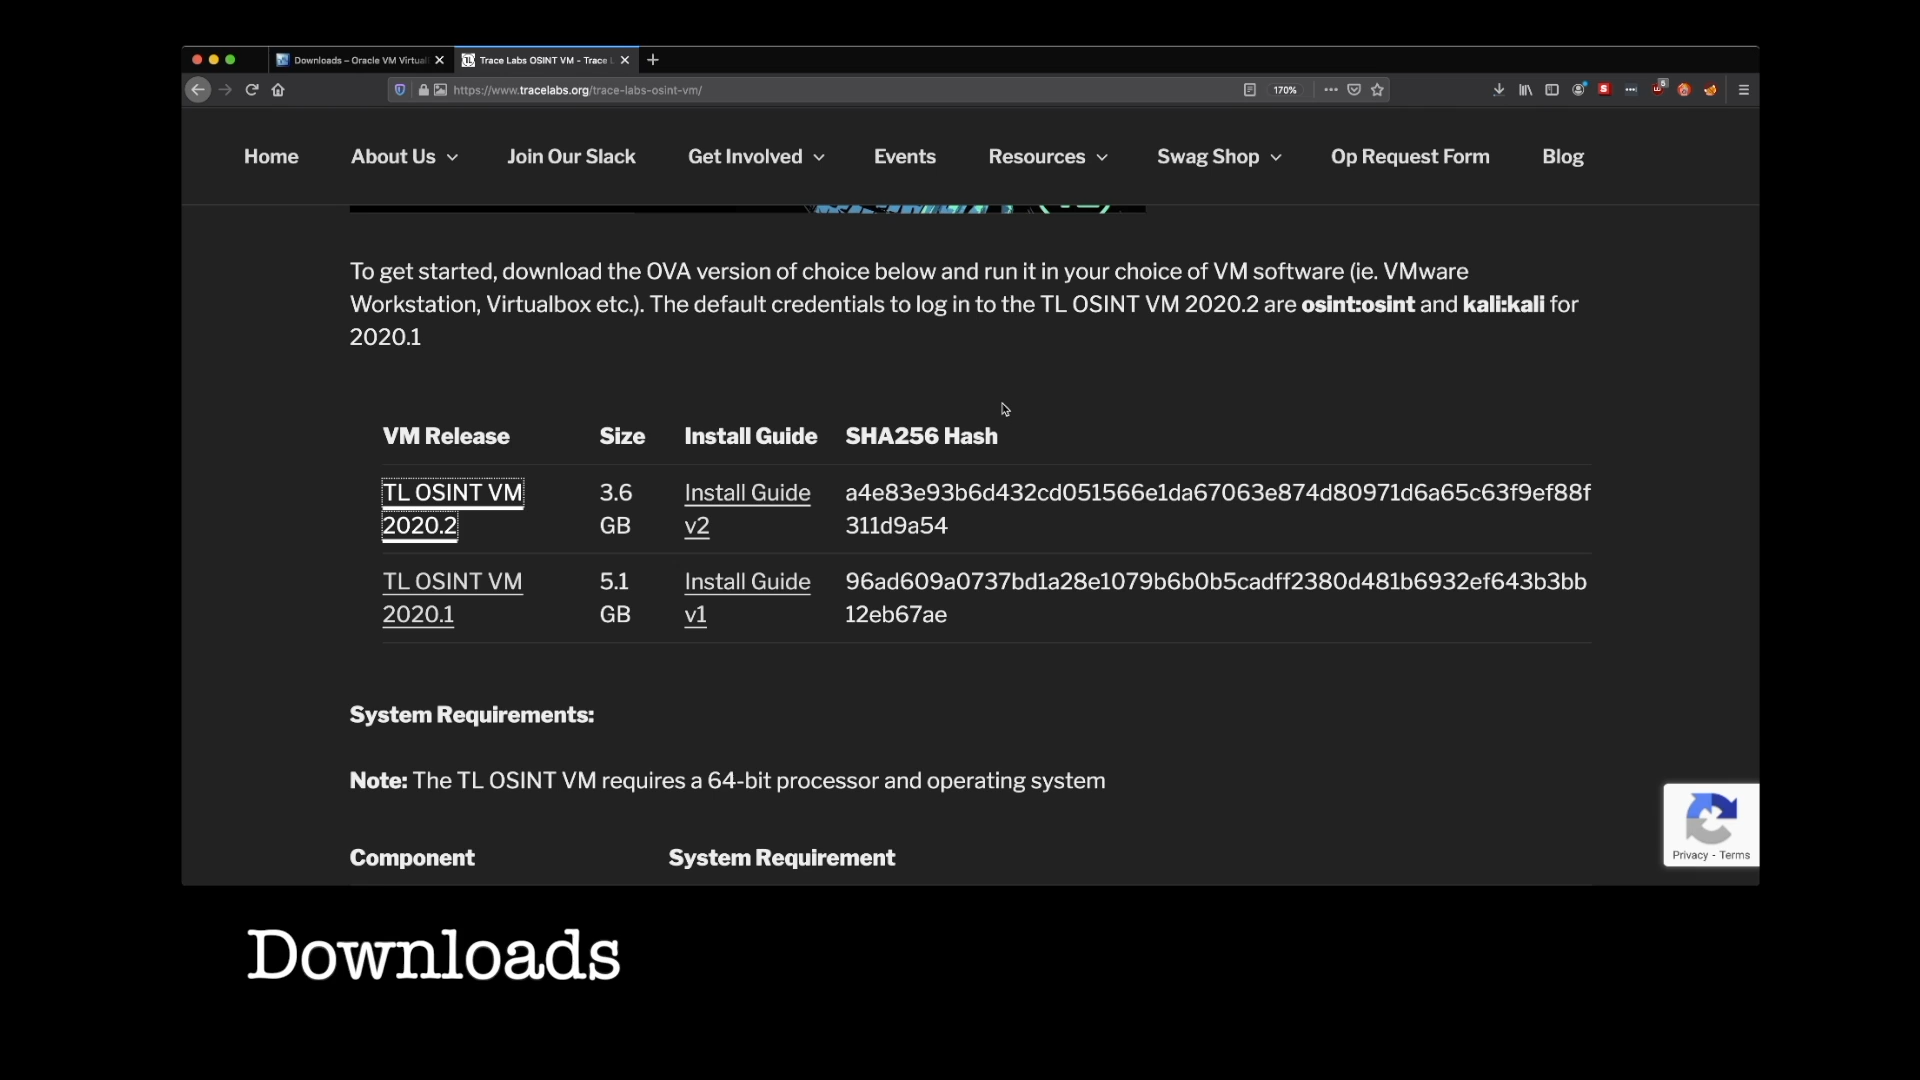 Downloads – Oracle VM Virtual
Trace Labs OSINT VM - Trace L
https://www.tracelabs.org/trace-labs-osint-vm/
170%
Home
About Us
Join Our Slack
Get Involved
Events
Resources
Swag Shop
Op Request Form
Blog
To get started, download the OVA version of choice below and run it in your choice of VM software (ie. VMware
Workstation, Virtualbox etc.). The default credentials to log in to the TL OSINT VM 2020.2 are osint:osint and kali:kali for
2020.1
VM Release
Size
Install Guide
SHA256 Hash
TL OSINT VM
2020.2
3.6
GB
Install Guide
v2
a4e83e93b6d432cd051566e1da67063e874d80971d6a65c63f9ef88f
311d9a54
TL OSINT VM
2020.1
5.1
GB
Install Guide
v1
96ad609a0737bd1a28e1079b6b0b5cadff2380d481b6932ef643b3bb
12eb67ae
System Requirements:
Note: The TL OSINT VM requires a 64-bit processor and operating system
Component
System Requirement
Privacy - Terms
Downloads